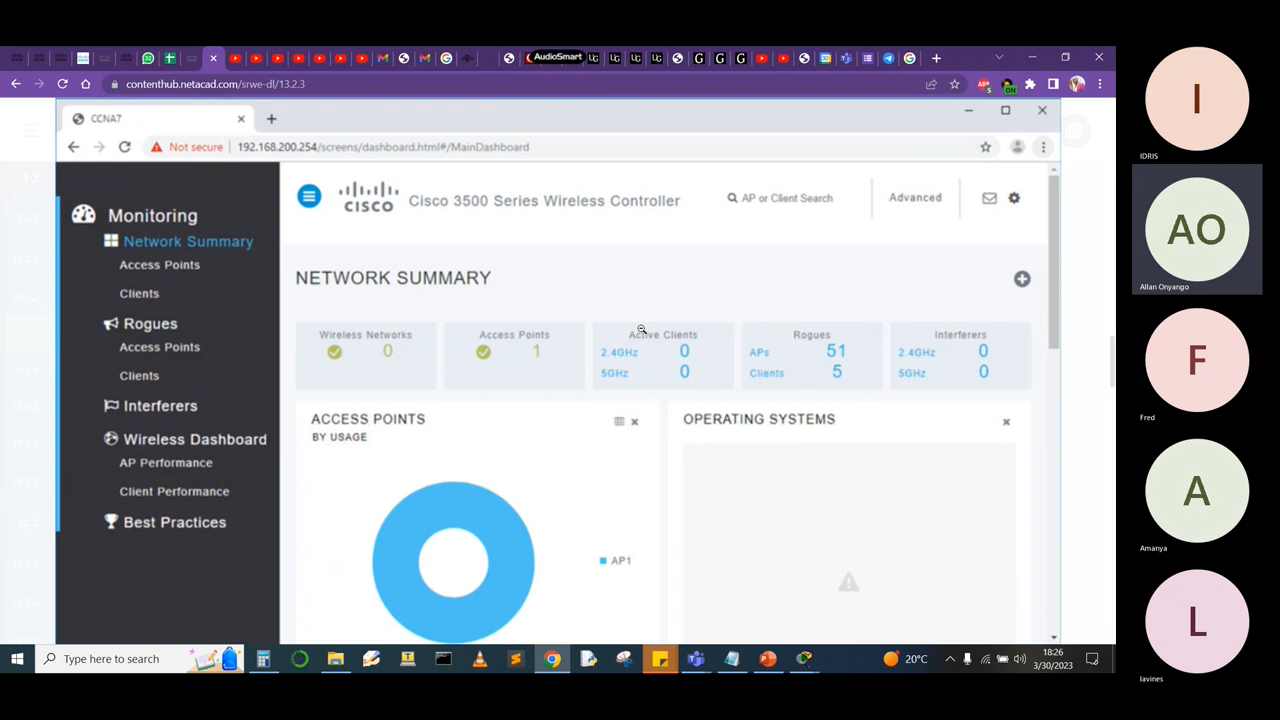 AudioSmart
contenthub.netacad.com/srwe-dl/13.2.3
ON
CCNA7
Not secure 192.168.200.254/screens/dashboard.html#/MainDashboard
Monitoring
Network Summary
Access Points
Clients
Rogues
Access Points
Clients
Interferers
Wireless Dashboard
AP Performance
Client Performance
Best Practices
CISCO Cisco 3500 Series Wireless Controller
AP or Client Search
Advanced
NETWORK SUMMARY
Wireless Networks
0
Access Points
1
Active Clients
2.4GHz 0
5GHz 0
Rogues
APs 51
Clients 5
Interferers
2.4GHz 0
5GHz 0
ACCESS POINTS
BY USAGE
AP1
OPERATING SYSTEMS
Type here to search
20°C
18:26
3/30/2023
I
IDRIS
AO
Allan Onyango
F
Fred
A
Amanya
L
lavines